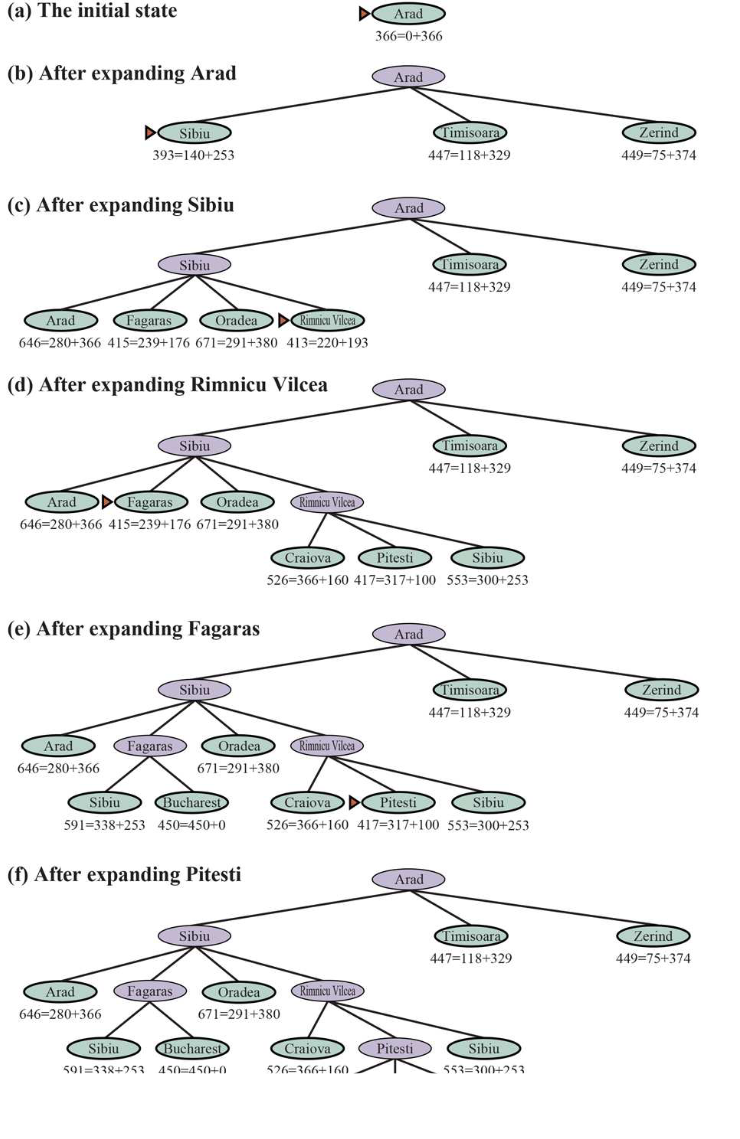 (a) The initial state
Arad
366=0+366
(b) After expanding Arad
Arad
Sibiu Timisoara Zerind
393=140+253 447=118+329 449=75+374
(c) After expanding Sibiu
Arad
Sibiu Timisoara Zerind
447=118+329 449=75+374
Arad Fagaras Oradea Rimnicu Vilcea
646=280+366 415=239+176 671=291+380 413=220+193
(d) After expanding Rimnicu Vilcea
Arad
Sibiu Timisoara Zerind
447=118+329 449=75+374
Arad Fagaras Oradea Rimnicu Vilcea
646=280+366 415=239+176 671=291+380
Craiova Pitesti Sibiu
526=366+160 417=317+100 553=300+253
(e) After expanding Fagaras
Arad
Sibiu Timisoara Zerind
447=118+329 449=75+374
Arad Fagaras Oradea Rimnicu Vilcea
646=280+366 671=291+380
Sibiu Bucharest Craiova Pitesti Sibiu
591=338+253 450=450+0 526=366+160 417=317+100 553=300+253
(f) After expanding Pitesti
Arad
Sibiu Timisoara Zerind
447=118+329 449=75+374
Arad Fagaras Oradea Rimnicu Vilcea
646=280+366 671=291+380
Sibiu Bucharest Craiova Pitesti Sibiu
591=338+253 450=450+0 526=366+160 553=300+253